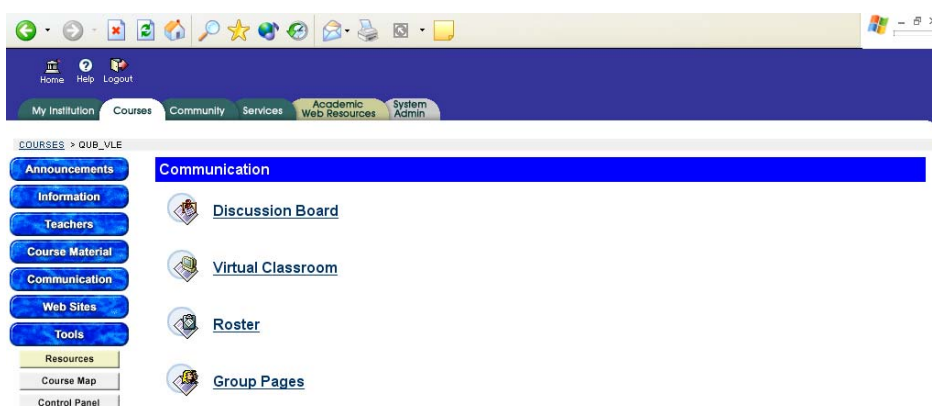 Home Help Logout
My Institution Courses Community Services Academic Web Resources System Admin
COURSES > QUB_VLE
Announcements
Information
Teachers
Course Material
Communication
Web Sites
Tools
Resources
Course Map
Control Panel
Communication
Discussion Board
Virtual Classroom
Roster
Group Pages